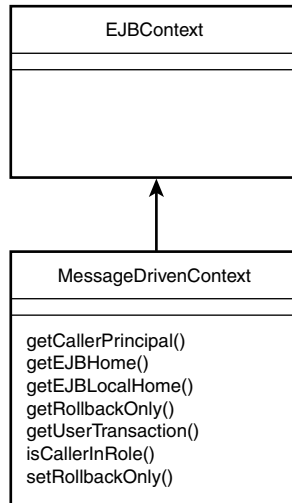 EJBContext
MessageDrivenContext
getCallerPrincipal()
getEJBHome()
getEJBLocalHome()
getRollbackOnly()
getUserTransaction()
isCallerInRole()
setRollbackOnly()